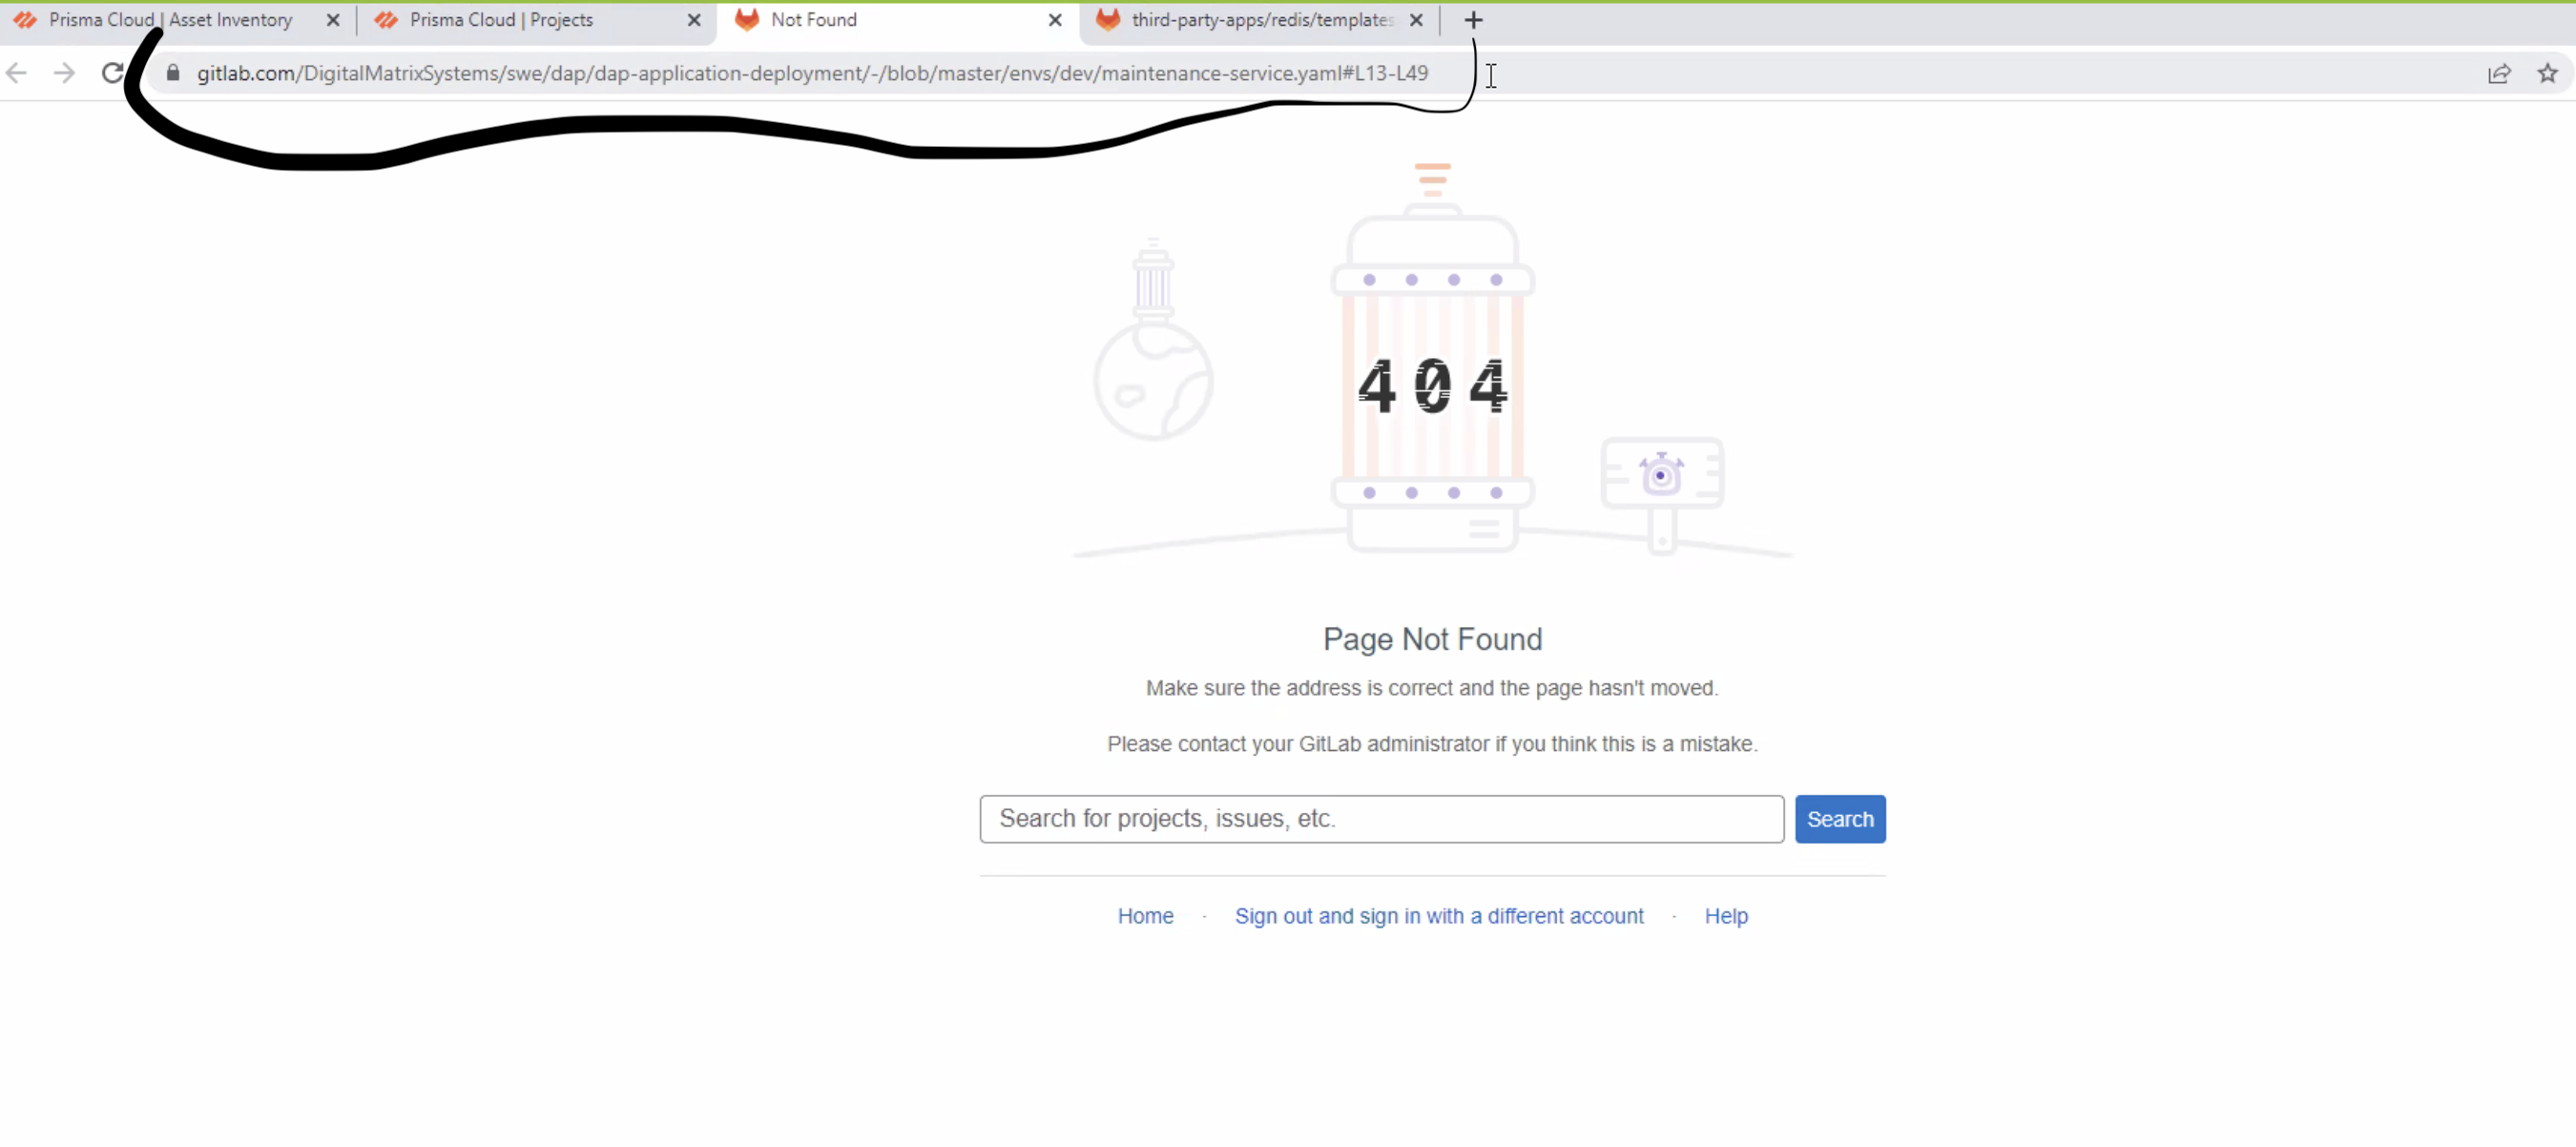 Prisma Cloud | Asset Inventory
Prisma Cloud | Projects
Not Found
third-party-apps/redis/templates
gitlab.com/DigitalMatrixSystems/swe/dap/dap-application-deployment/-/blob/master/envs/dev/maintenance-service.yaml#L13-L49
404
Page Not Found
Make sure the address is correct and the page hasn't moved.
Please contact your GitLab administrator if you think this is a mistake.
Search for projects, issues, etc.
Search
Home · Sign out and sign in with a different account · Help